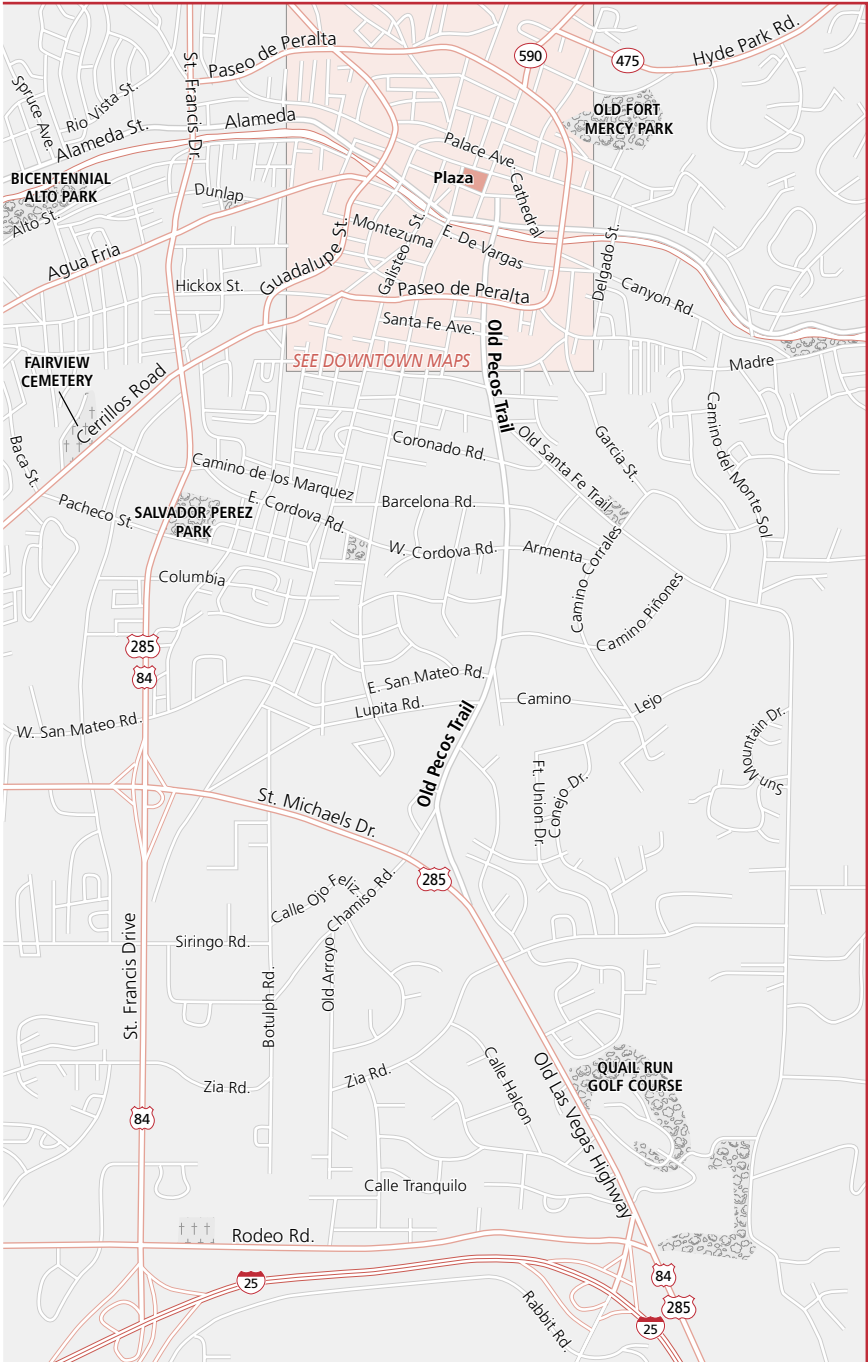 590
475
Hyde Park Rd.
St. Francis Dr.
Paseo de Peralta
Spruce Ave.
Rio Vista St.
Alameda St.
Alameda
OLD FORT
MERCY PARK
Palace Ave.
Plaza
Cathedral
BICENTENNIAL
ALTO PARK
Dunlap
Alto St.
Montezuma
E. De Vargas
Galisteo St.
Guadalupe St.
Delgado St.
Agua Fria
Hickox St.
Paseo de Peralta
Canyon Rd.
Santa Fe Ave.
Old Pecos Trail
SEE DOWNTOWN MAPS
Madre
FAIRVIEW
CEMETERY
Cerrillos Road
Baca St.
Camino del Monte Sol
Garcia St.
Old Santa Fe Trail
Coronado Rd.
Camino de los Marquez
Barcelona Rd.
Pacheco St.
SALVADOR PEREZ
PARK
E. Cordova Rd.
W. Cordova Rd.
Armenta
Camino Corrales
Columbia
Camino Piñones
285
84
E. San Mateo Rd.
Lupita Rd.
Camino
Lejo
W. San Mateo Rd.
Old Pecos Trail
Sun Mountain Dr.
Ft. Union Dr.
Conejo Dr.
St. Michaels Dr.
285
Calle Ojo Feliz
Old Arroyo Chamiso Rd.
St. Francis Drive
Siringo Rd.
Botulph Rd.
Zia Rd.
Zia Rd.
Calle Halcon
Old Las Vegas Highway
QUAIL RUN
GOLF COURSE
84
Calle Tranquilo
Rodeo Rd.
25
84
285
25
Rabbit Rd.